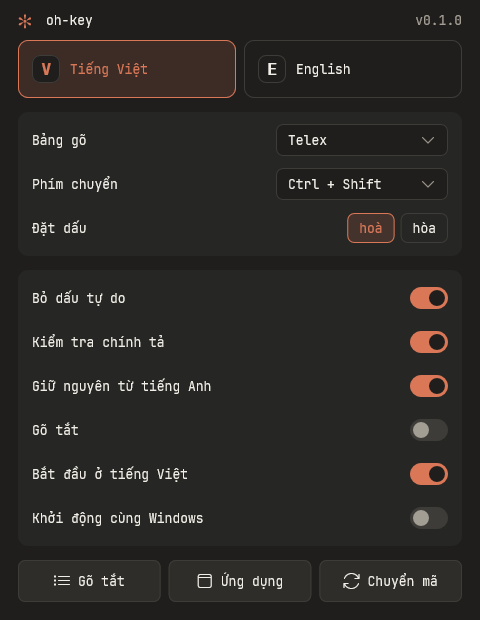 oh-key v0.1.0
V Tiếng Việt E English
Bảng gõ Telex
Phím chuyển Ctrl + Shift
Đặt dấu hoà hòa
Bỏ dấu tự do
Kiểm tra chính tả
Giữ nguyên từ tiếng Anh
Gõ tắt
Bắt đầu ở tiếng Việt
Khởi động cùng Windows
Gõ tắt Ứng dụng Chuyển mã